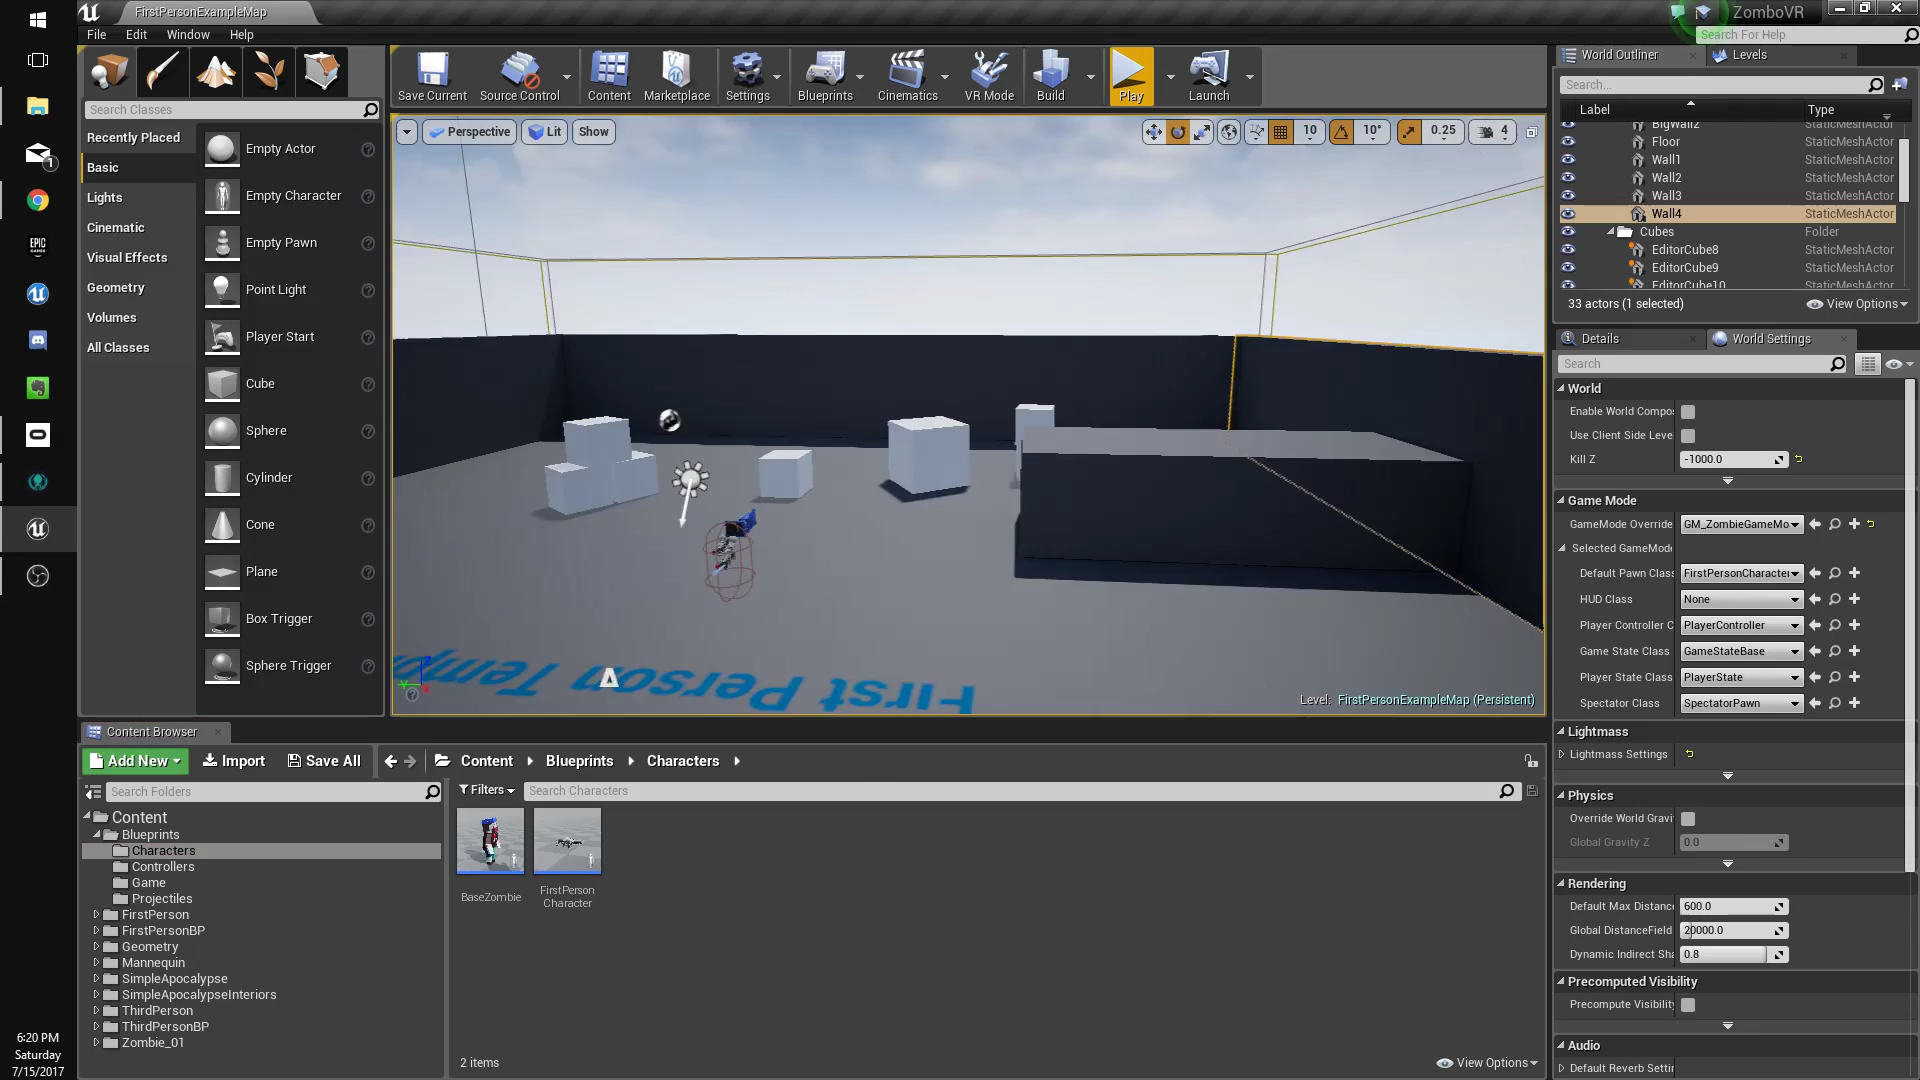 FirstPersonExampleMap
ZomboVR
File Edit Window Help
Search For Help
Save Current
Source Control
Content
Marketplace
Settings
Blueprints
Cinematics
VR Mode
Build
Play
Launch
World Outliner
Levels
Search Classes
Recently Placed
Basic
Lights
Cinematic
Visual Effects
Geometry
Volumes
All Classes
Empty Actor
Empty Character
Empty Pawn
Point Light
Player Start
Cube
Sphere
Cylinder
Cone
Plane
Box Trigger
Sphere Trigger
Perspective
Lit
Show
10
10°
0.25
4
First Person Temp
Level: FirstPersonExampleMap (Persistent)
Search...
Label Type
BigWall2 StaticMeshActor
Floor StaticMeshActor
Wall1 StaticMeshActor
Wall2 StaticMeshActor
Wall3 StaticMeshActor
Wall4 StaticMeshActor
Cubes Folder
EditorCube8 StaticMeshActor
EditorCube9 StaticMeshActor
EditorCube10 StaticMeshActor
33 actors (1 selected)
View Options
Details
World Settings
Search
World
Enable World Compos
Use Client Side Leve
Kill Z -1000.0
Game Mode
GameMode Override GM_ZombieGameMo
Selected GameMode
Default Pawn Class FirstPersonCharacter
HUD Class None
Player Controller C PlayerController
Game State Class GameStateBase
Player State Class PlayerState
Spectator Class SpectatorPawn
Lightmass
Lightmass Settings
Physics
Override World Gravi
Global Gravity Z 0.0
Rendering
Default Max Distance 600.0
Global DistanceField 20000.0
Dynamic Indirect Sha 0.8
Precomputed Visibility
Precompute Visibility
Audio
Default Reverb Settin
Content Browser
Add New
Import
Save All
Content
Blueprints
Characters
Search Folders
Filters
Search Characters
Content
Blueprints
Characters
Controllers
Game
Projectiles
FirstPerson
FirstPersonBP
Geometry
Mannequin
SimpleApocalypse
SimpleApocalypseInteriors
ThirdPerson
ThirdPersonBP
Zombie_01
BaseZombie
FirstPerson
Character
2 items
View Options
1
EPIC
GAMES
6:20 PM
Saturday
7/15/2017